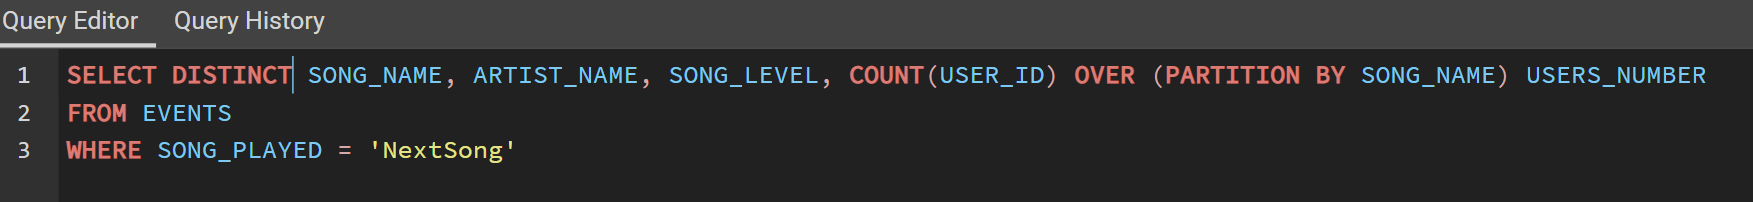 Query Editor Query History
1 SELECT DISTINCT SONG_NAME, ARTIST_NAME, SONG_LEVEL, COUNT(USER_ID) OVER (PARTITION BY SONG_NAME) USERS_NUMBER
2 FROM EVENTS
3 WHERE SONG_PLAYED = 'NextSong'